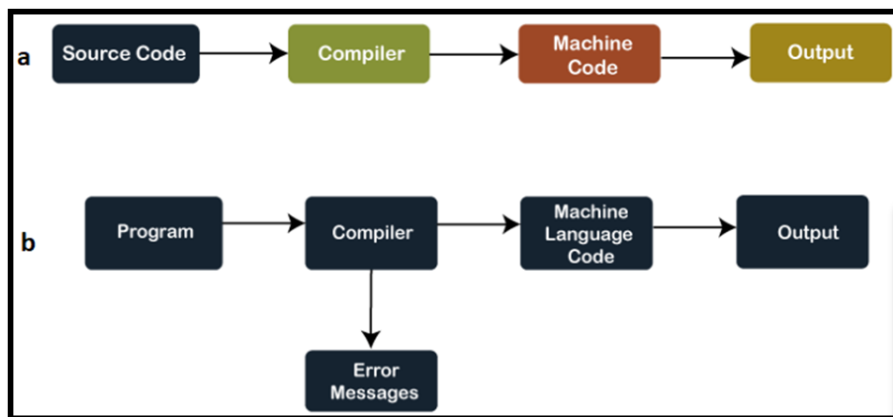 a
Source Code
Compiler
Machine
Code
Output
b
Program
Compiler
Machine
Language
Code
Output
Error
Messages